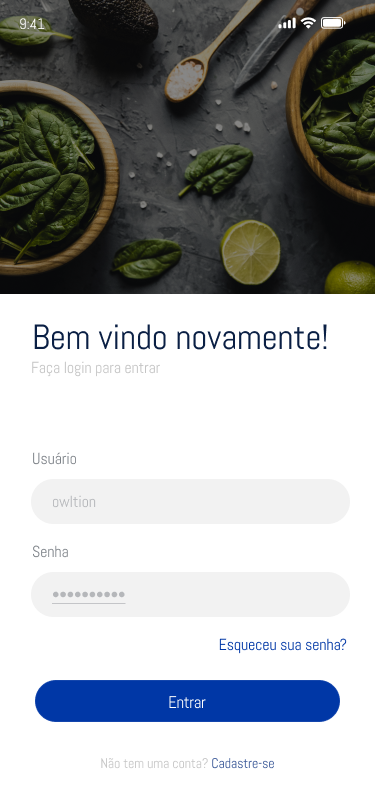 9:41
Bem vindo novamente!
Faça login para entrar
Usuário
owltion
Senha
••••••••••
Esqueceu sua senha?
Entrar
Não tem uma conta? Cadastre-se